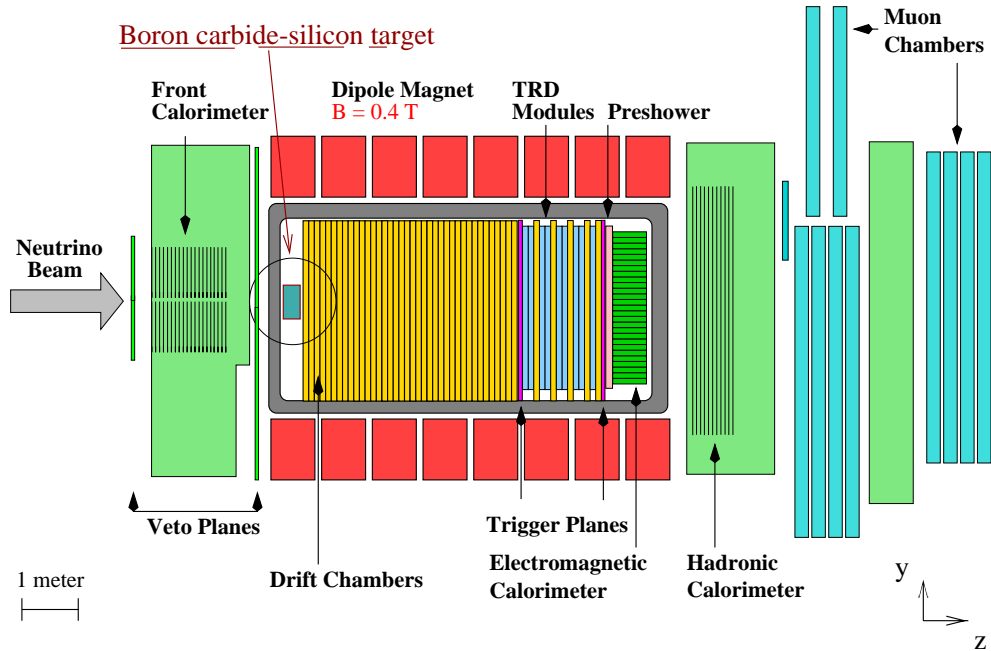 Boron carbide-silicon target
Muon
Chambers
Front
Calorimeter
Dipole Magnet
B = 0.4 T
TRD
Modules
Preshower
Neutrino
Beam
Veto Planes
Trigger Planes
Drift Chambers
Electromagnetic
Calorimeter
Hadronic
Calorimeter
1 meter
y
z